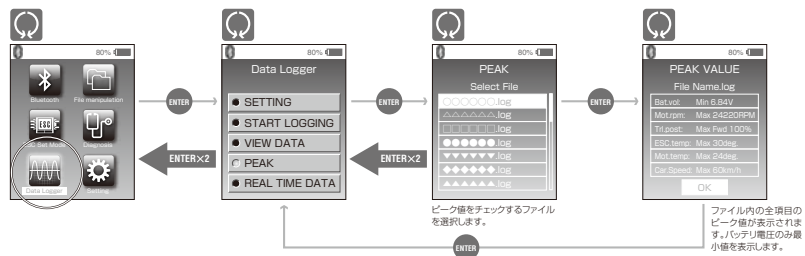 80%
Bluetooth
File manipulation
ESC
ESC Set Mode
Diagnosis
Data Logger
Setting
ENTER
ENTER×2
80%
Data Logger
SETTING
START LOGGING
VIEW DATA
PEAK
REAL TIME DATA
ENTER
ENTER×2
80%
PEAK
Select File
○○○○○○.log
△△△△△△.log
□□□□□□.log
●●●●●●.log
▼▼▼▼▼▼.log
◆◆◆◆◆◆.log
▲▲▲▲▲▲.log
ピーク値をチェックするファイル
を選択します。
ENTER
80%
PEAK VALUE
File Name.log
Bat.vol: Min 6.84V
Mot.rpm: Max 24220RPM
Tri.post: Max Fwd 100%
ESC.temp: Max 30deg.
Mot.temp: Max 24deg.
Car.Speed: Max 60km/h
OK
ファイル内の全項目の
ピーク値が表示されま
す。バッテリ電圧のみ最
小値を表示します。
ENTER